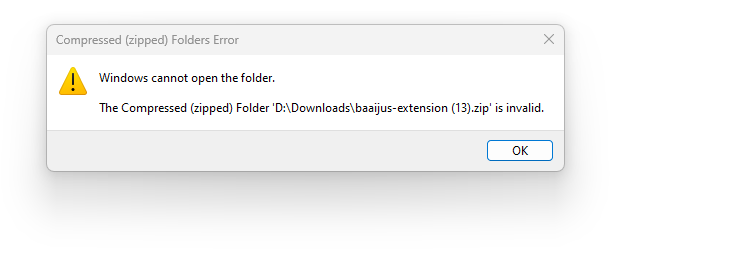 Compressed (zipped) Folders Error
Windows cannot open the folder.
The Compressed (zipped) Folder 'D:\Downloads\baaijus-extension (13).zip' is invalid.
OK